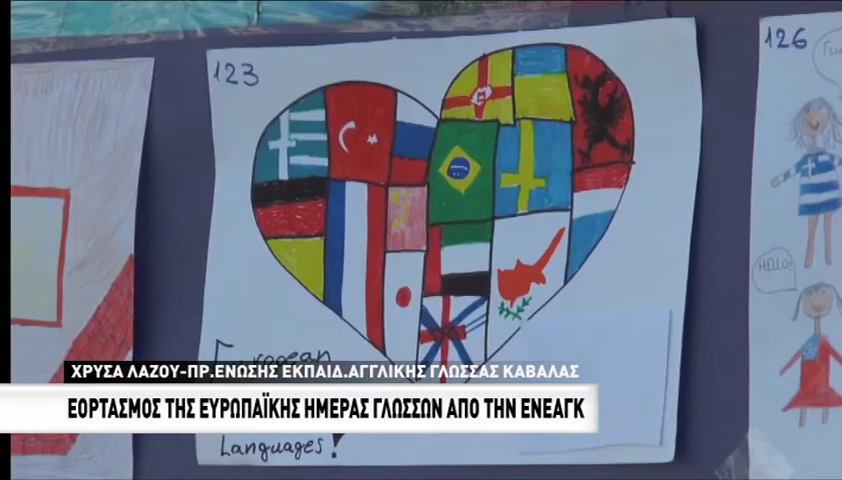 123
126
HELLO!
European
ΧΡΥΣΑ ΛΑΖΟΥ-ΠΡ.ΕΝΩΣΗΣ ΕΚΠΑΙΔ.ΑΓΓΛΙΚΗΣ ΓΛΩΣΣΑΣ ΚΑΒΑΛΑΣ
ΕΟΡΤΑΣΜΟΣ ΤΗΣ ΕΥΡΩΠΑΪΚΗΣ ΗΜΕΡΑΣ ΓΛΩΣΣΩΝ ΑΠΟ ΤΗΝ ΕΝΕΑΓΚ
Languages!